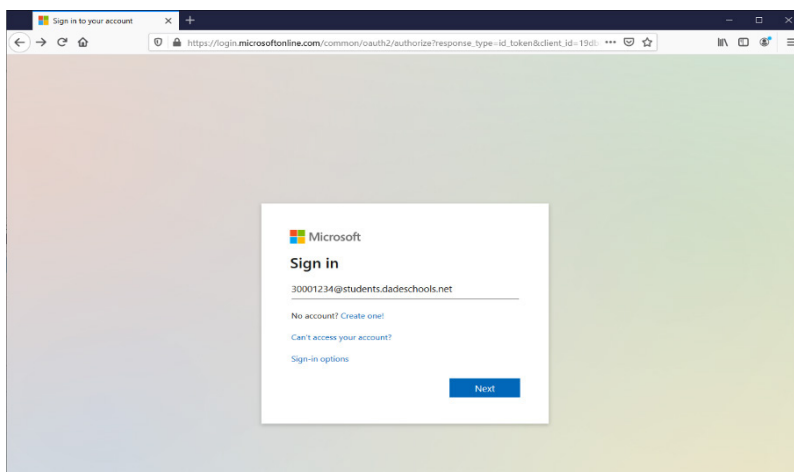 Sign in to your account
https://login.microsoftonline.com/common/oauth2/authorize?response_type=id_token&client_id=19db
Microsoft
Sign in
30001234@students.dadeschools.net
No account? Create one!
Can't access your account?
Sign-in options
Next